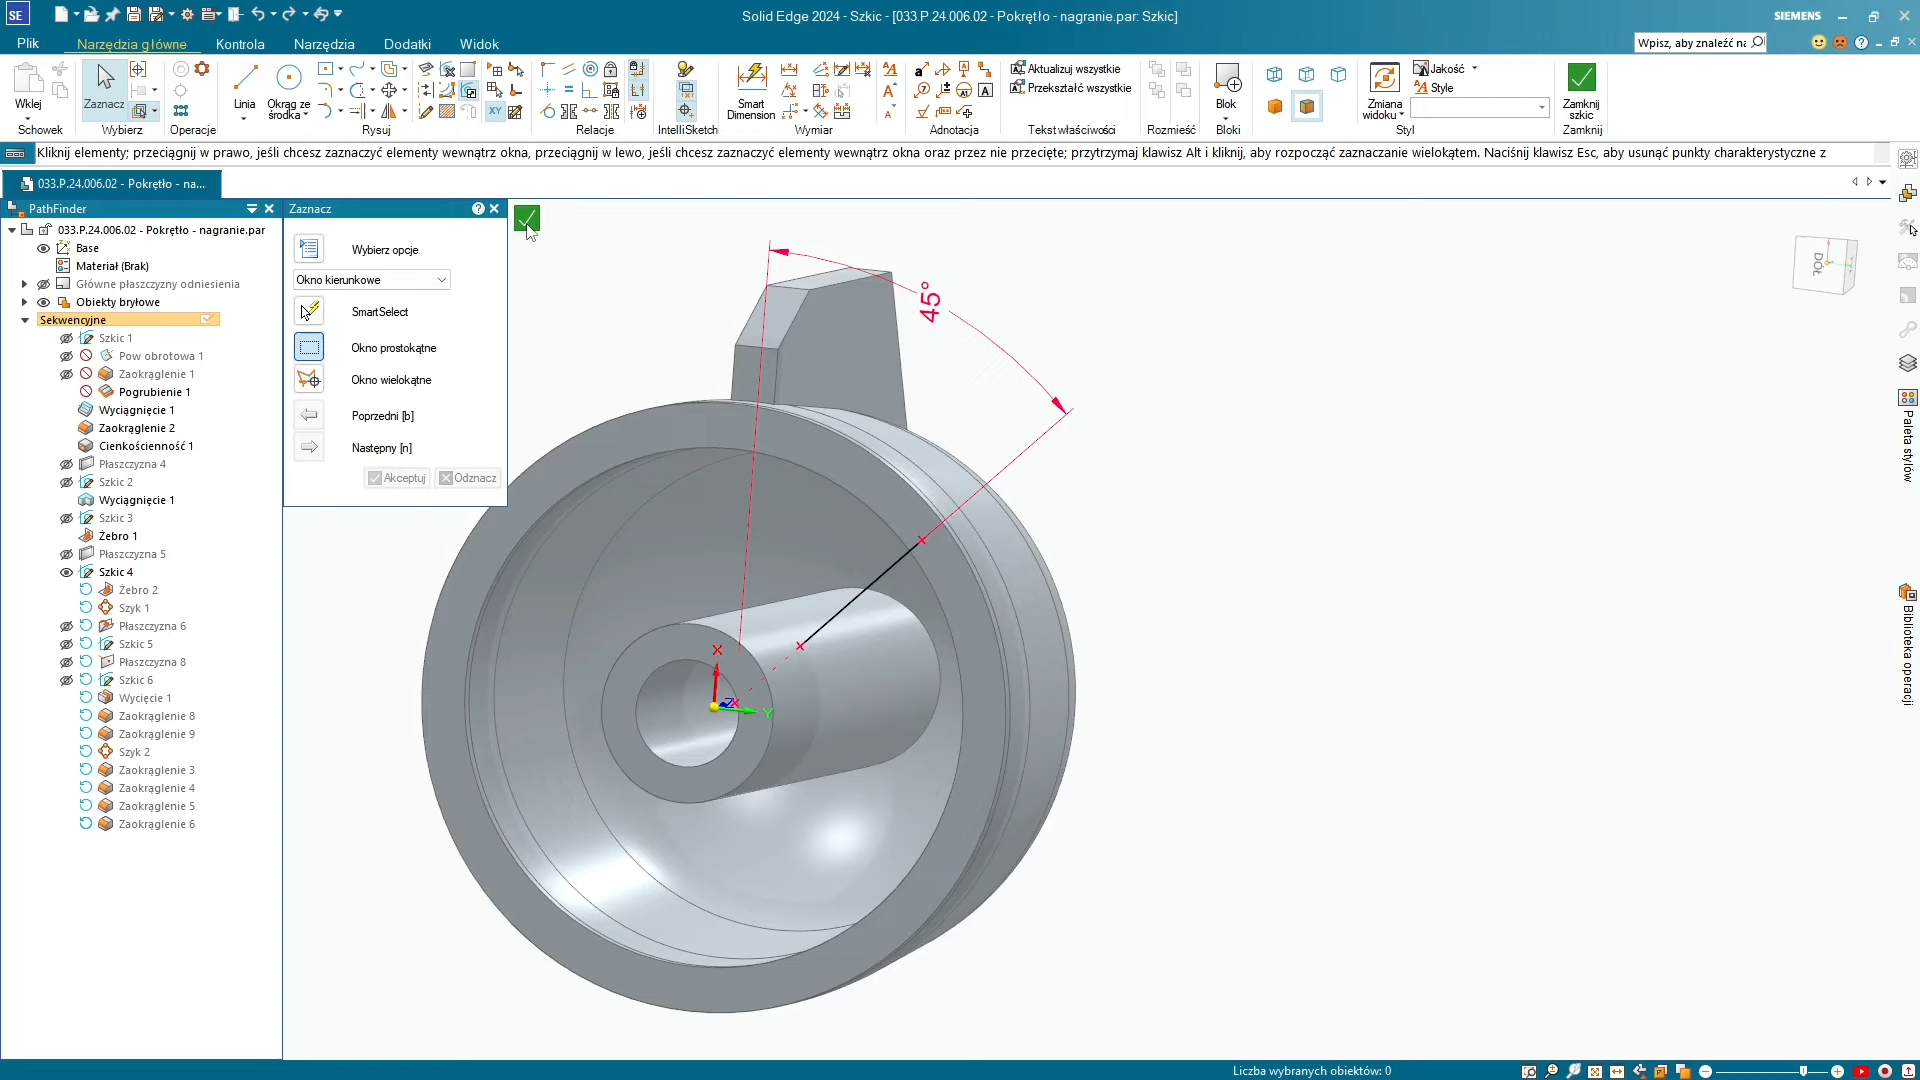 SE
Solid Edge 2024 - Szkic - [033.P.24.006.02 - Pokrętło - nagranie.par: Szkic]
SIEMENS
Plik
Narzędzia główne
Kontrola
Narzędzia
Dodatki
Widok
Wpisz, aby znaleźć na
Wklej
Zaznacz
Linia
Okrąg ze środka
Smart Dimension
Aktualizuj wszystkie
Przekształć wszystkie
Blok
Zmiana widoku
Jakość
Style
Zamknij szkic
Schowek
Wybierz
Operacje
Rysuj
Relacje
IntelliSketch
Wymiar
Adnotacja
Tekst właściwości
Rozmieść
Bloki
Styl
Zamknij
Kliknij elementy; przeciągnij w prawo, jeśli chcesz zaznaczyć elementy wewnątrz okna, przeciągnij w lewo, jeśli chcesz zaznaczyć elementy wewnątrz okna oraz przez nie przecięte; przytrzymaj klawisz Alt i kliknij, aby rozpocząć zaznaczanie wielokątem. Naciśnij klawisz Esc, aby usunąć punkty charakterystyczne z
033.P.24.006.02 - Pokrętło - na...
PathFinder
033.P.24.006.02 - Pokrętło - nagranie.par
Base
Materiał (Brak)
Główne płaszczyzny odniesienia
Obiekty bryłowe
Sekwencyjne
Szkic 1
Pow obrotowa 1
Zaokrąglenie 1
Pogrubienie 1
Wyciągnięcie 1
Zaokrąglenie 2
Cienkościenność 1
Płaszczyzna 4
Szkic 2
Wyciągnięcie 1
Szkic 3
Żebro 1
Płaszczyzna 5
Szkic 4
Żebro 2
Szyk 1
Płaszczyzna 6
Szkic 5
Płaszczyzna 8
Szkic 6
Wycięcie 1
Zaokrąglenie 8
Zaokrąglenie 9
Szyk 2
Zaokrąglenie 3
Zaokrąglenie 4
Zaokrąglenie 5
Zaokrąglenie 6
Zaznacz
Wybierz opcje
Okno kierunkowe
SmartSelect
Okno prostokątne
Okno wielokątne
Poprzedni [b]
Następny [n]
Akceptuj
Odznacz
45°
X
Z
Y
DÓŁ
Paleta stylów
Biblioteka operacji
Liczba wybranych obiektów: 0